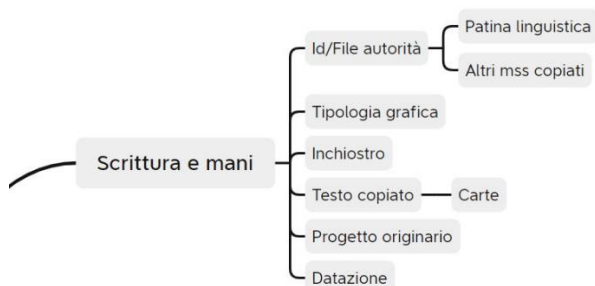 Patina linguistica
Id/File autorità
Altri mss copiati
Tipologia grafica
Inchiostro
Scrittura e mani
Testo copiato
Carte
Progetto originario
Datazione